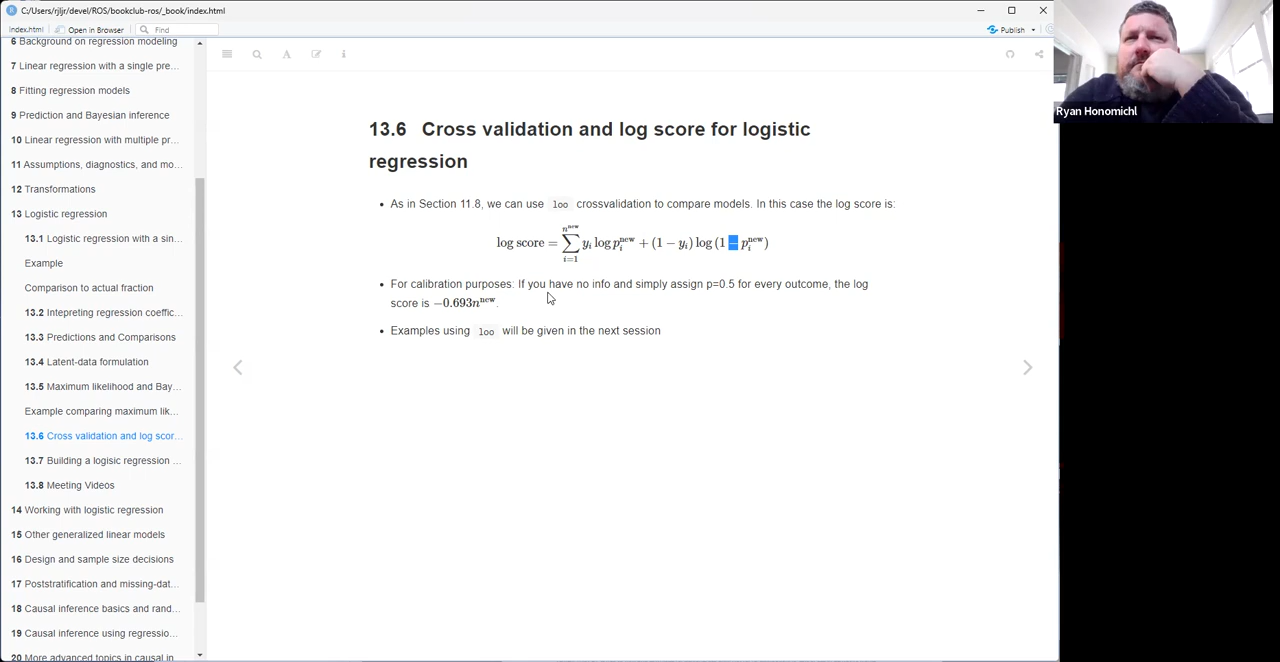 C:/Users/rjljr/devel/ROS/bookclub-ros/_book/index.html
index.html
Open in Browser
Find
Publish
6 Background on regression modeling
7 Linear regression with a single pre...
8 Fitting regression models
9 Prediction and Bayesian inference
10 Linear regression with multiple pr...
11 Assumptions, diagnostics, and mo...
12 Transformations
13 Logistic regression
13.1 Logistic regression with a sin...
Example
Comparison to actual fraction
13.2 Intepreting regression coeffic...
13.3 Predictions and Comparisons
13.4 Latent-data formulation
13.5 Maximum likelihood and Bay...
Example comparing maximum lik...
13.6 Cross validation and log scor...
13.7 Building a logisic regression ...
13.8 Meeting Videos
14 Working with logistic regression
15 Other generalized linear models
16 Design and sample size decisions
17 Poststratification and missing-dat...
18 Causal inference basics and rand...
19 Causal inference using regressio...
20 More advanced topics in causal in
13.6 Cross validation and log score for logistic
regression
• As in Section 11.8, we can use loo crossvalidation to compare models. In this case the log score is:
log score = ∑_{i=1}^{n^{new}} y_i log p_i^{new} + (1 − y_i) log (1 − p_i^{new})
• For calibration purposes: If you have no info and simply assign p=0.5 for every outcome, the log
score is −0.693n^{new}.
• Examples using loo will be given in the next session
Ryan Honomichl